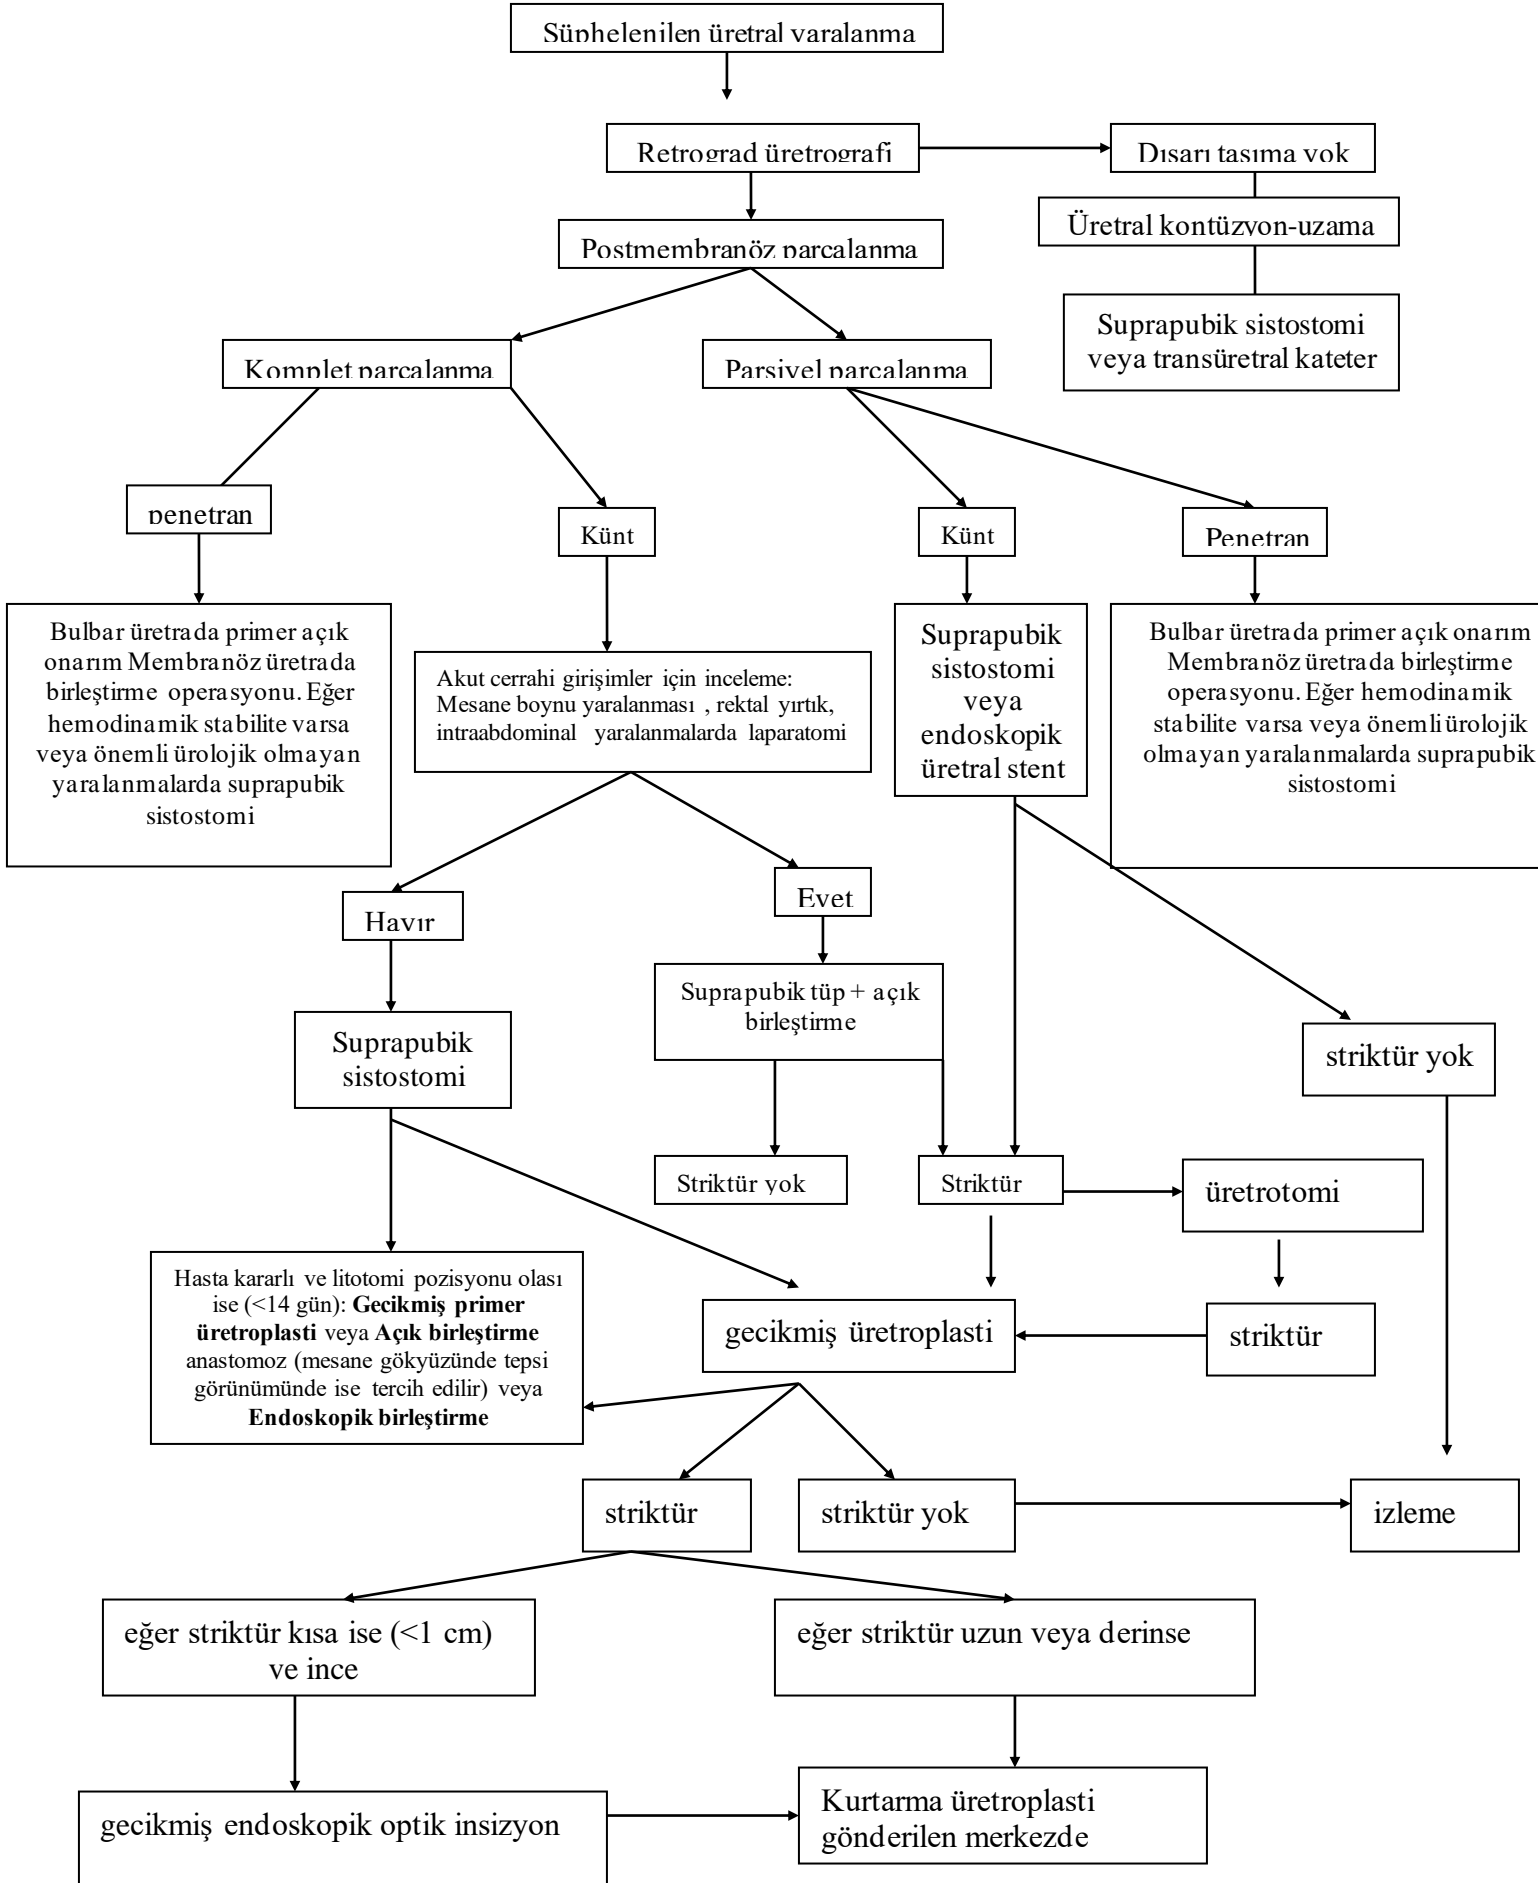 Şüphelenilen üretral yaralanma
Retrograd üretrografi
Dışarı taşıma yok
Üretral kontüzyon-uzama
Postmembranöz parçalanma
Suprapubik sistostomi
veya transüretral kateter
Komplet parçalanma
Parsiyel parçalanma
penetran
Künt
Künt
Penetran
Bulbar üretrada primer açık
onarım Membranöz üretrada
birleştirme operasyonu. Eğer
hemodinamik stabilite varsa
veya önemli ürolojik olmayan
yaralanmalarda suprapubik
sistostomi
Akut cerrahi girişimler için inceleme:
Mesane boynu yaralanması , rektal yırtık,
intraabdominal yaralanmalarda laparatomi
Suprapubik
sistostomi
veya
endoskopik
üretral stent
Bulbar üretrada primer açık onarım
Membranöz üretrada birleştirme
operasyonu. Eğer hemodinamik
stabilite varsa veya önemli ürolojik
olmayan yaralanmalarda suprapubik
sistostomi
Hayır
Evet
Suprapubik
sistostomi
Suprapubik tüp + açık
birleştirme
striktür yok
Striktür yok
Striktür
üretrotomi
Hasta kararlı ve litotomi pozisyonu olası
ise (<14 gün): Gecikmiş primer
üretroplasti veya Açık birleştirme
anastomoz (mesane gökyüzünde tepsi
görünümünde ise tercih edilir) veya
Endoskopik birleştirme
gecikmiş üretroplasti
striktür
striktür
striktür yok
izleme
eğer striktür kısa ise (<1 cm)
ve ince
eğer striktür uzun veya derinse
gecikmiş endoskopik optik insizyon
Kurtarma üretroplasti
gönderilen merkezde